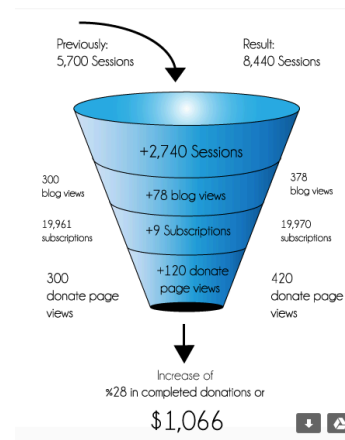 Previously:
5,700 Sessions
Result:
8,440 Sessions
+2,740 Sessions
300
blog views
+78 blog views
378
blog views
19,961
subscriptions
+9 Subscriptions
19,970
subscriptions
300
donate page
views
+120 donate
page views
420
donate page
views
Increase of
%28 in completed donations or
$1,066